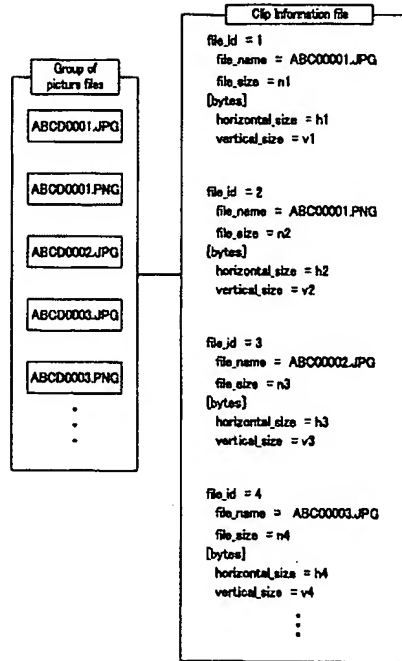 Group of
picture files
ABCD0001.JPG
ABCD0001.PNG
ABCD0002.JPG
ABCD0003.JPG
ABCD0003.PNG
Clip Information file
file_id = 1
file_name = ABC00001.JPG
file_size = n1
[bytes]
horizontal_size = h1
vertical_size = v1
file_id = 2
file_name = ABC00001.PNG
file_size = n2
[bytes]
horizontal_size = h2
vertical_size = v2
file_id = 3
file_name = ABC00002.JPG
file_size = n3
[bytes]
horizontal_size = h3
vertical_size = v3
file_id = 4
file_name = ABC00003.JPG
file_size = n4
[bytes]
horizontal_size = h4
vertical_size = v4